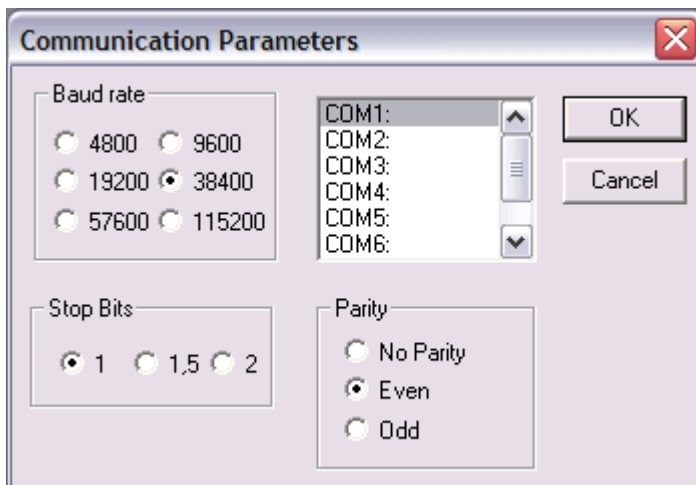 Communication Parameters
Baud rate
4800 9600
19200 38400
57600 115200
COM1:
COM2:
COM3:
COM4:
COM5:
COM6:
OK
Cancel
Stop Bits
1 1,5 2
Parity
No Parity
Even
Odd